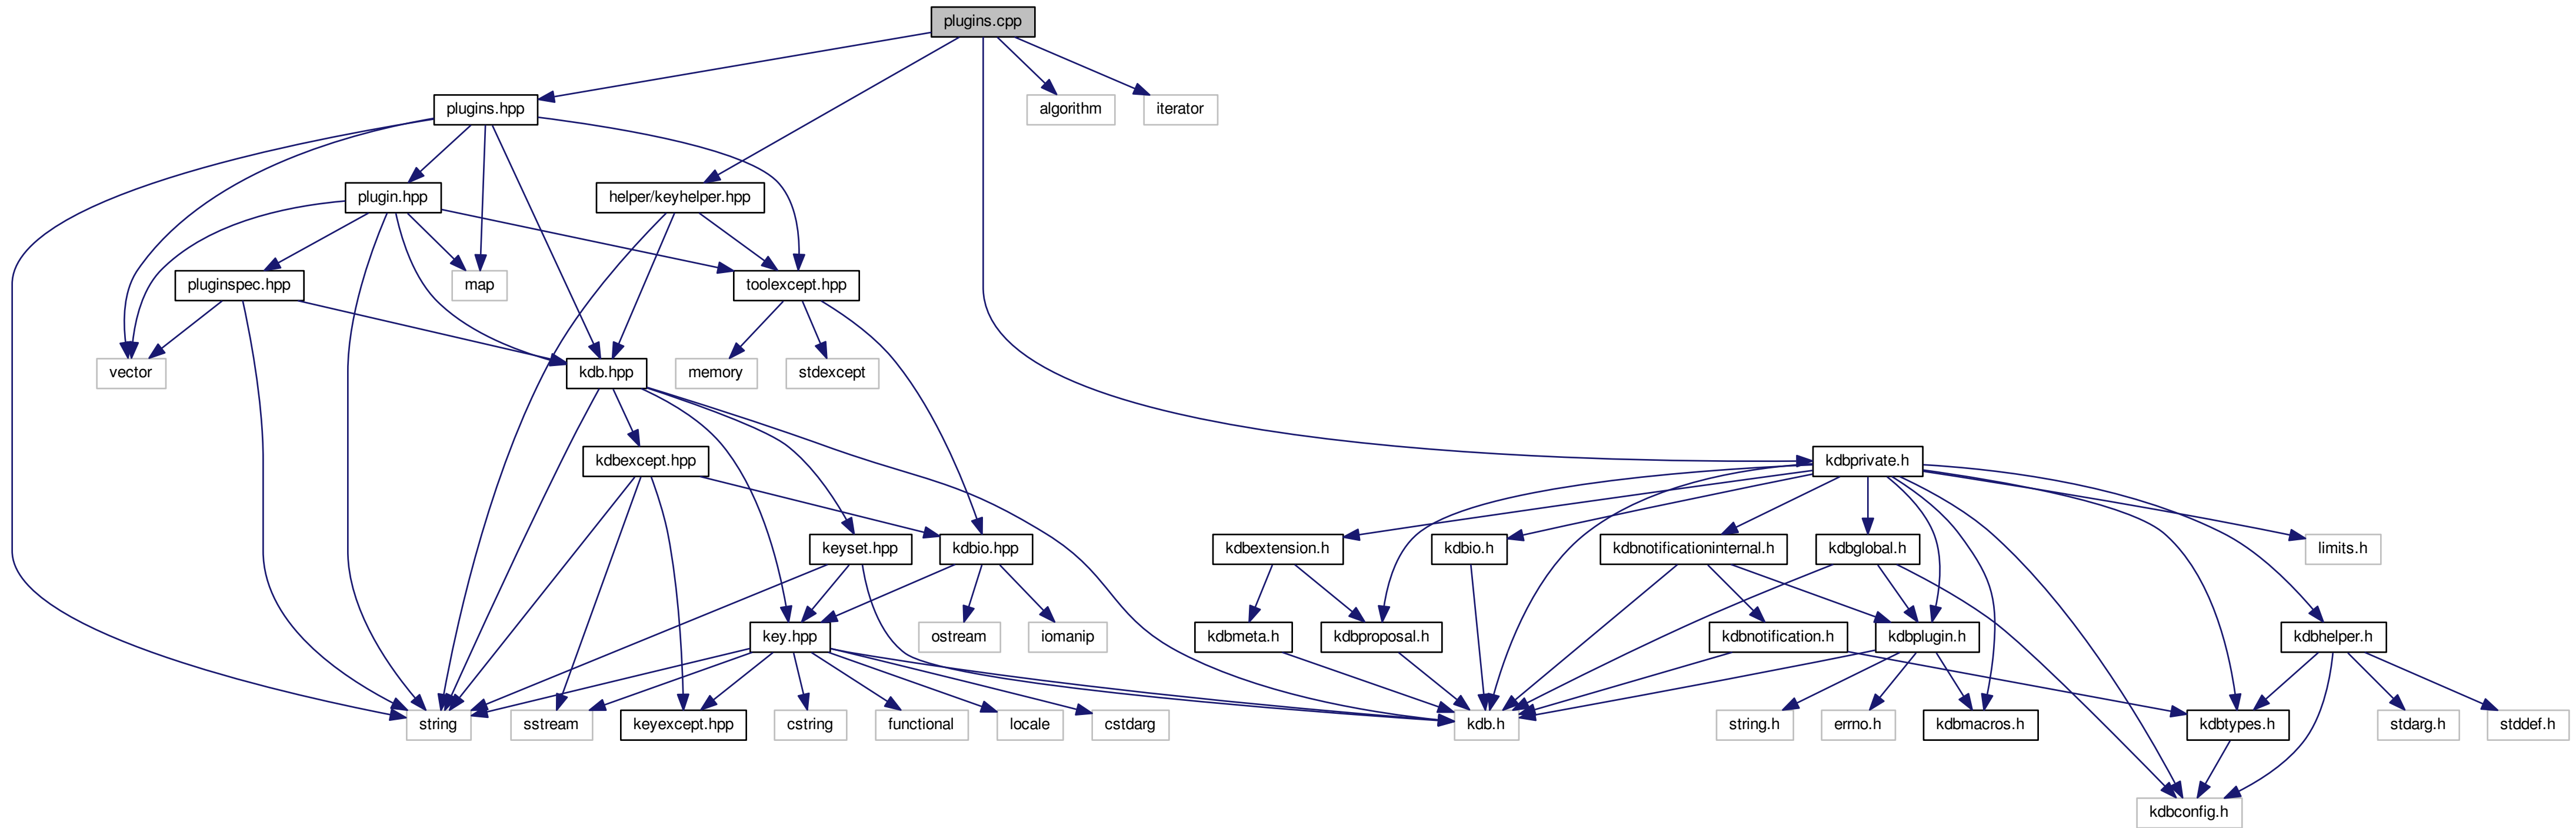 plugins.cpp
plugins.hpp
algorithm
iterator
plugin.hpp
helper/keyhelper.hpp
pluginspec.hpp
map
toolexcept.hpp
vector
kdb.hpp
memory
stdexcept
kdbexcept.hpp
kdbprivate.h
keyset.hpp
kdbio.hpp
kdbextension.h
kdbio.h
kdbnotificationinternal.h
kdbglobal.h
limits.h
key.hpp
ostream
iomanip
kdbmeta.h
kdbproposal.h
kdbnotification.h
kdbplugin.h
kdbhelper.h
string
sstream
keyexcept.hpp
cstring
functional
locale
cstdarg
kdb.h
string.h
errno.h
kdbmacros.h
kdbtypes.h
stdarg.h
stddef.h
kdbconfig.h